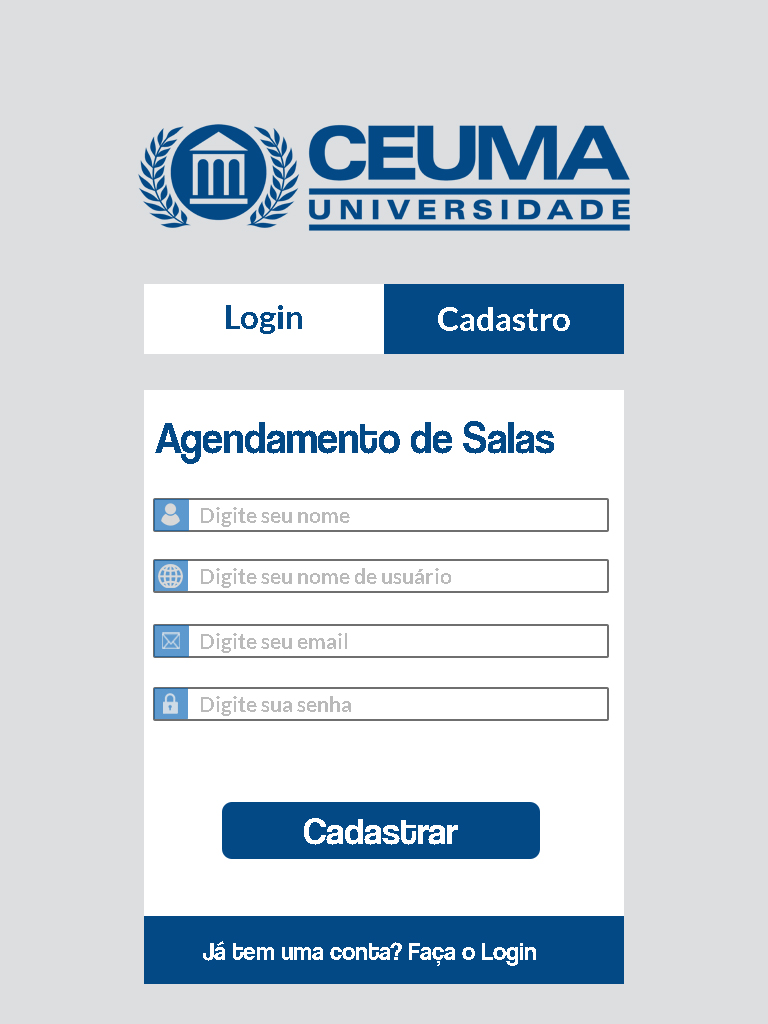 CEUMA
UNIVERSIDADE
Login
Cadastro
Agendamento de Salas
Digite seu nome
Digite seu nome de usuário
Digite seu email
Digite sua senha
Cadastrar
Já tem uma conta? Faça o Login